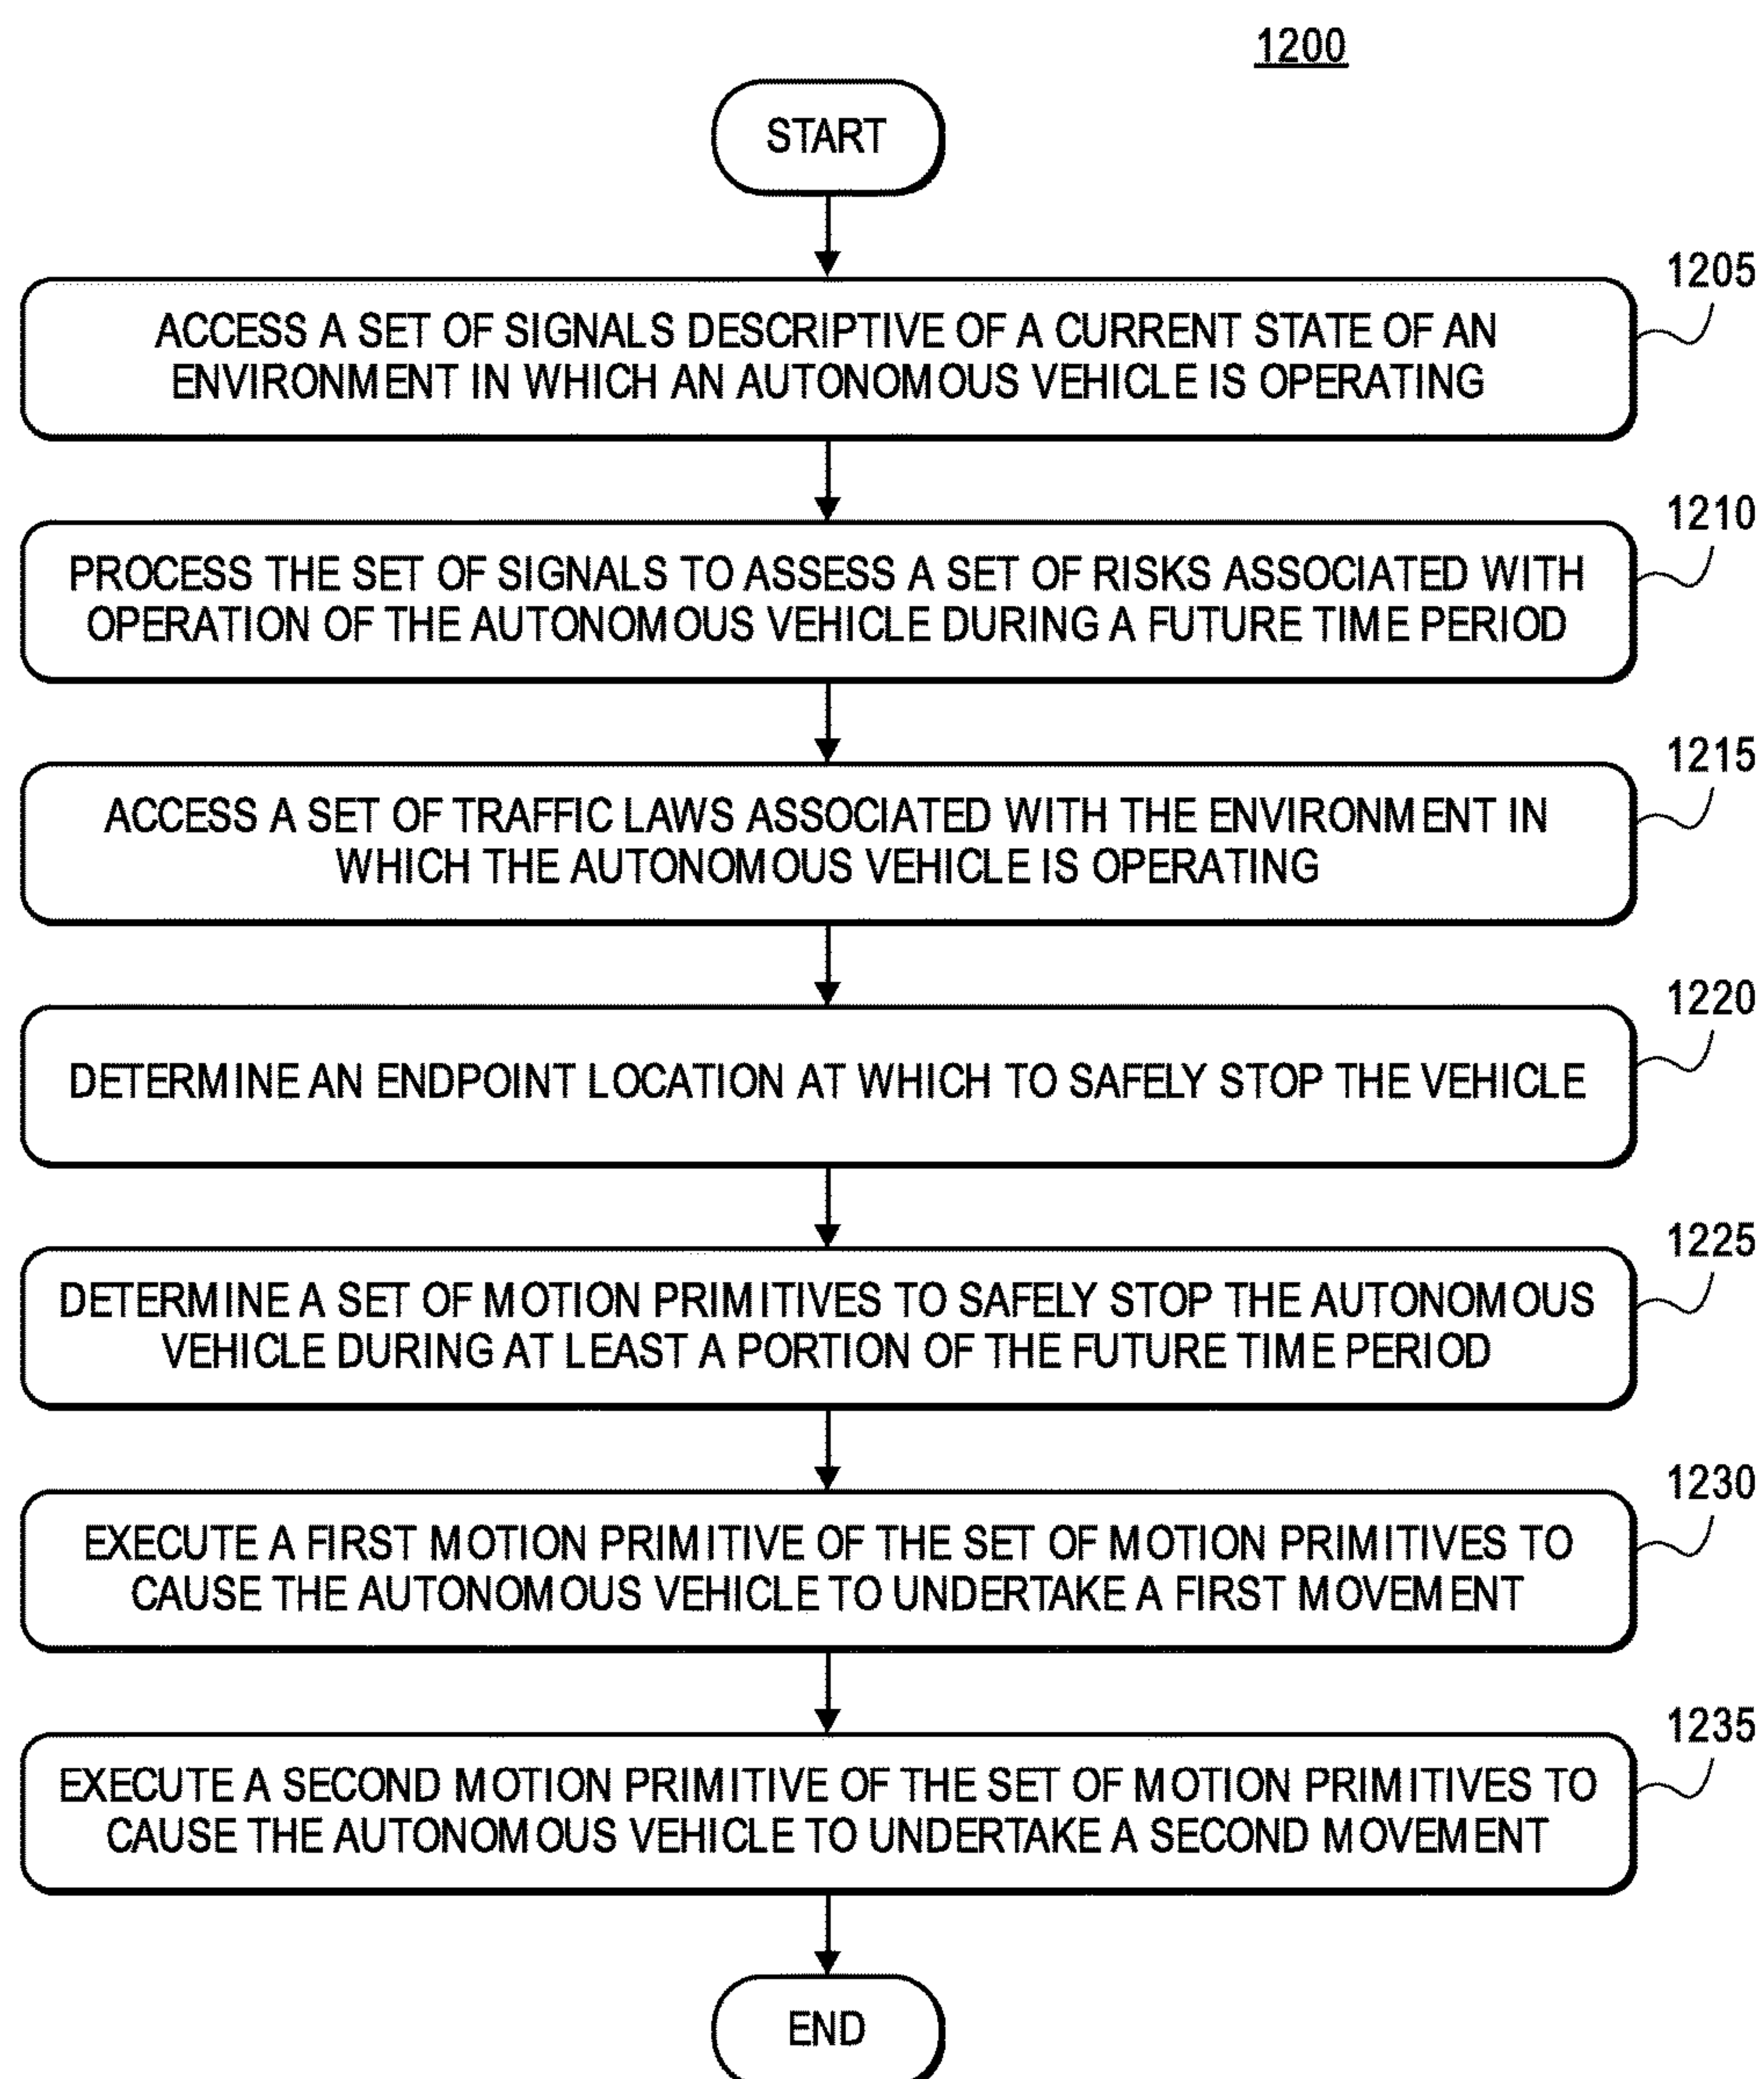 1200
START
1205
ACCESS A SET OF SIGNALS DESCRIPTIVE OF A CURRENT STATE OF AN
ENVIRONMENT IN WHICH AN AUTONOMOUS VEHICLE IS OPERATING
1210
PROCESS THE SET OF SIGNALS TO ASSESS A SET OF RISKS ASSOCIATED WITH
OPERATION OF THE AUTONOMOUS VEHICLE DURING A FUTURE TIME PERIOD
1215
ACCESS A SET OF TRAFFIC LAWS ASSOCIATED WITH THE ENVIRONMENT IN
WHICH THE AUTONOMOUS VEHICLE IS OPERATING
1220
DETERMINE AN ENDPOINT LOCATION AT WHICH TO SAFELY STOP THE VEHICLE
1225
DETERMINE A SET OF MOTION PRIMITIVES TO SAFELY STOP THE AUTONOMOUS
VEHICLE DURING AT LEAST A PORTION OF THE FUTURE TIME PERIOD
1230
EXECUTE A FIRST MOTION PRIMITIVE OF THE SET OF MOTION PRIMITIVES TO
CAUSE THE AUTONOMOUS VEHICLE TO UNDERTAKE A FIRST MOVEMENT
1235
EXECUTE A SECOND MOTION PRIMITIVE OF THE SET OF MOTION PRIMITIVES TO
CAUSE THE AUTONOMOUS VEHICLE TO UNDERTAKE A SECOND MOVEMENT
END